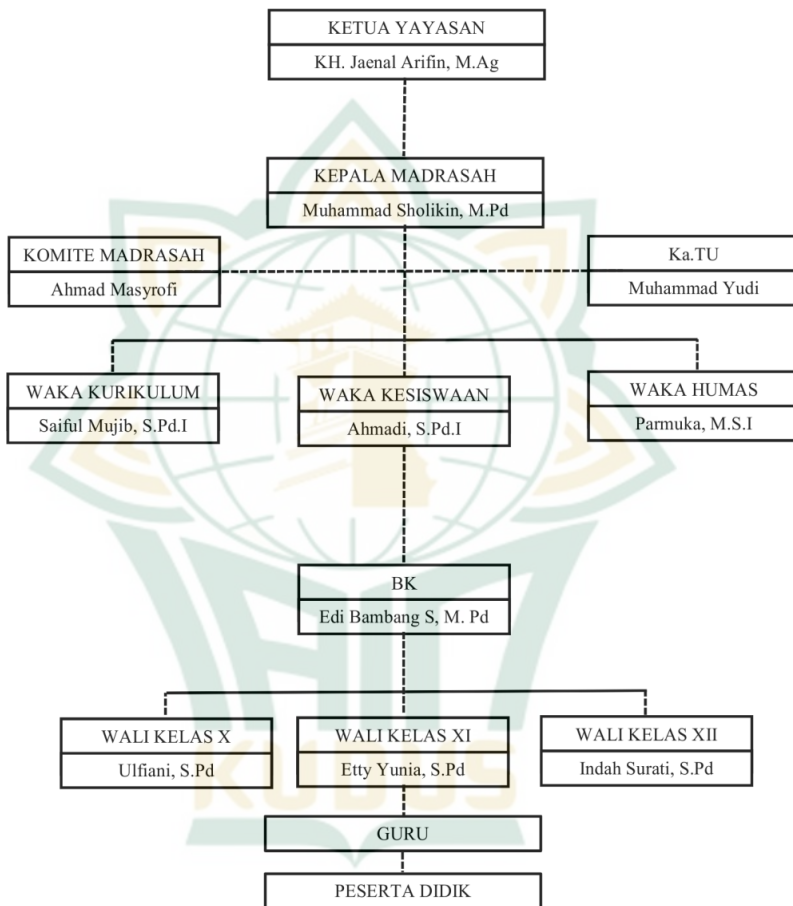 KETUA YAYASAN
KH. Jaenal Arifin, M.Ag
KEPALA MADRASAH
Muhammad Sholikin, M.Pd
KOMITE MADRASAH
Ahmad Masyrofi
Ka.TU
Muhammad Yudi
WAKA KURIKULUM
Saiful Mujib, S.Pd.I
WAKA KESISWAAN
Ahmadi, S.Pd.I
WAKA HUMAS
Parmuka, M.S.I
BK
Edi Bambang S, M. Pd
WALI KELAS X
Ulfiani, S.Pd
WALI KELAS XI
Etty Yunia, S.Pd
WALI KELAS XII
Indah Surati, S.Pd
KUDUS
GURU
PESERTA DIDIK